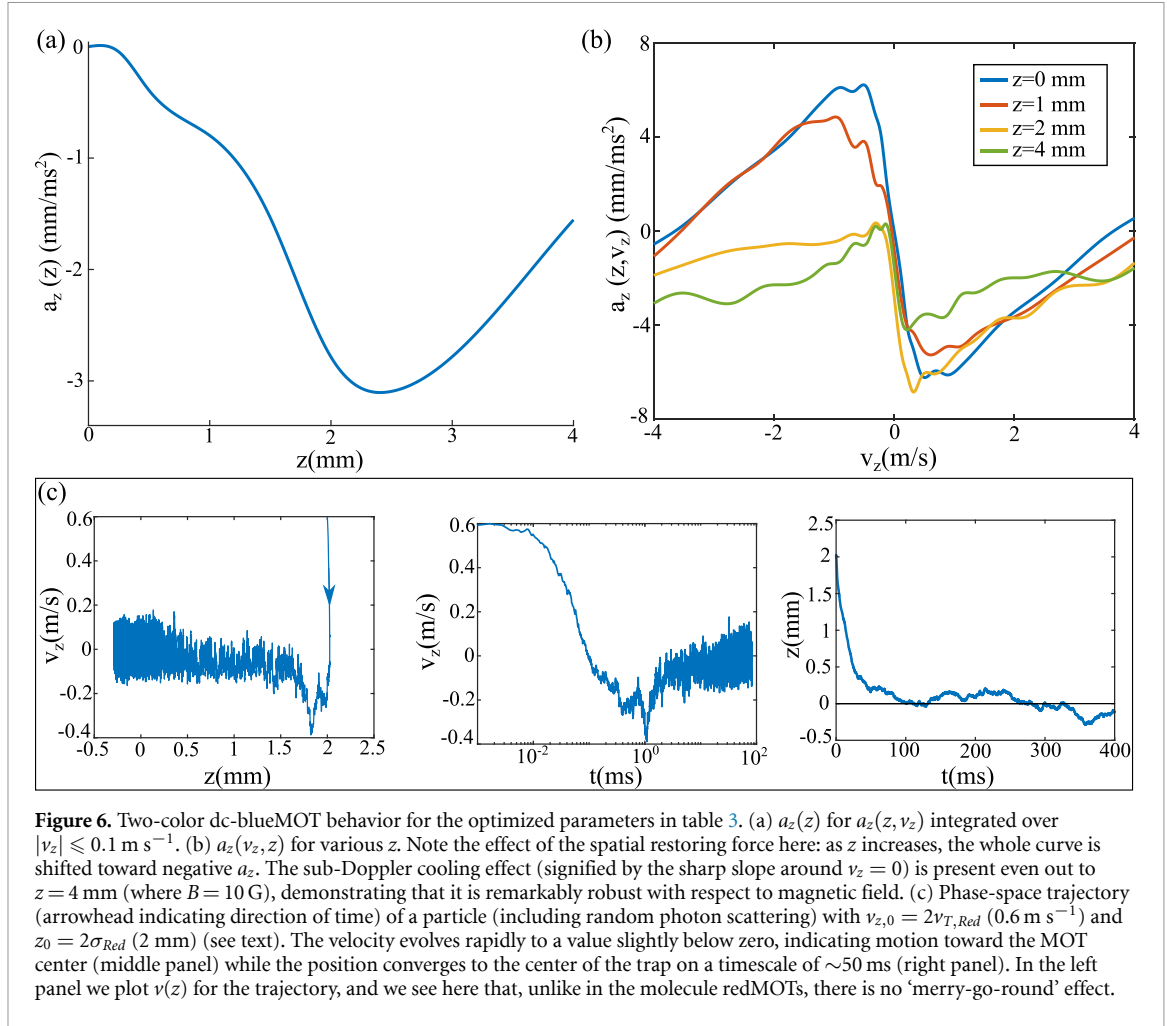 (a)
0
-1
-2
-3
a_z (z) (mm/ms²)
0
1
2
3
4
z(mm)
(b)
8
4
0
-4
-8
a_z (z,v_z) (mm/ms²)
z=0 mm
z=1 mm
z=2 mm
z=4 mm
-4
-2
0
2
4
v_z(m/s)
(c)
0.6
0.4
0.2
0
-0.2
-0.4
v_z(m/s)
-0.5
0
0.5
1
1.5
2
2.5
z(mm)
0.6
0.4
0.2
0
-0.2
-0.4
v_z(m/s)
10⁻²
10⁰
10²
t(ms)
2.5
2
1.5
1
0.5
0
-0.5
z(mm)
0
100
200
300
400
t(ms)
Figure 6. Two-color dc-blueMOT behavior for the optimized parameters in table 3. (a) a_z(z) for a_z(z, v_z) integrated over
|v_z| ⩽ 0.1 m s⁻¹. (b) a_z(v_z, z) for various z. Note the effect of the spatial restoring force here: as z increases, the whole curve is
shifted toward negative a_z. The sub-Doppler cooling effect (signified by the sharp slope around v_z = 0) is present even out to
z = 4 mm (where B = 10 G), demonstrating that it is remarkably robust with respect to magnetic field. (c) Phase-space trajectory
(arrowhead indicating direction of time) of a particle (including random photon scattering) with v_z,0 = 2v_T,Red (0.6 m s⁻¹) and
z₀ = 2σ_Red (2 mm) (see text). The velocity evolves rapidly to a value slightly below zero, indicating motion toward the MOT
center (middle panel) while the position converges to the center of the trap on a timescale of ∼50 ms (right panel). In the left
panel we plot v(z) for the trajectory, and we see here that, unlike in the molecule redMOTs, there is no ‘merry-go-round’ effect.